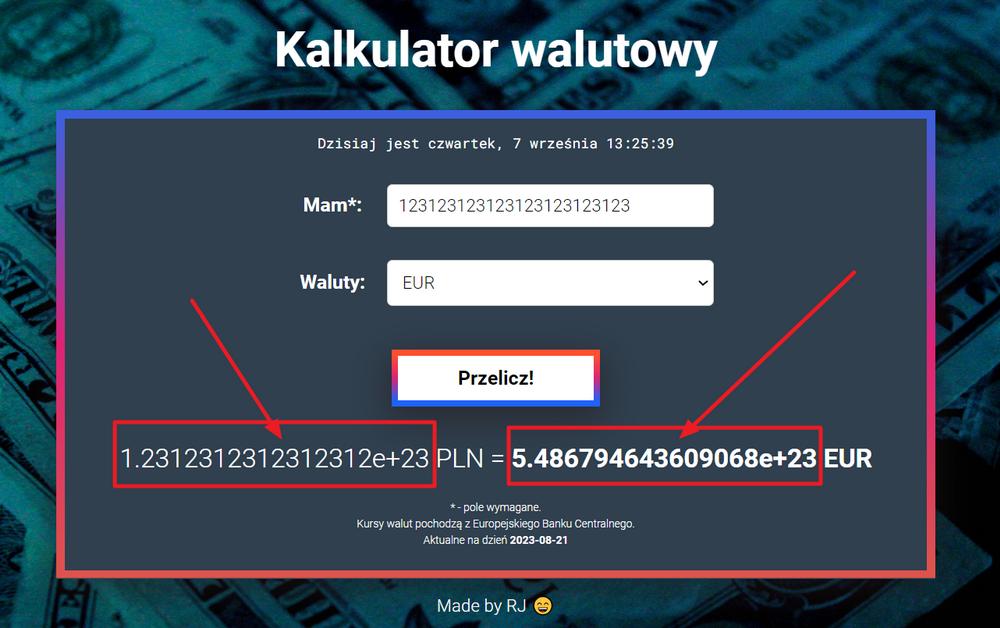 Kalkulator walutowy
Dzisiaj jest czwartek, 7 września 13:25:39
Mam*: 123123123123123123123123
Waluty: EUR
Przelicz!
1.2312312312312312e+23 PLN = 5.486794643609068e+23 EUR
* - pole wymagane.
Kursy walut pochodzą z Europejskiego Banku Centralnego.
Aktualne na dzień 2023-08-21
Made by RJ 😄